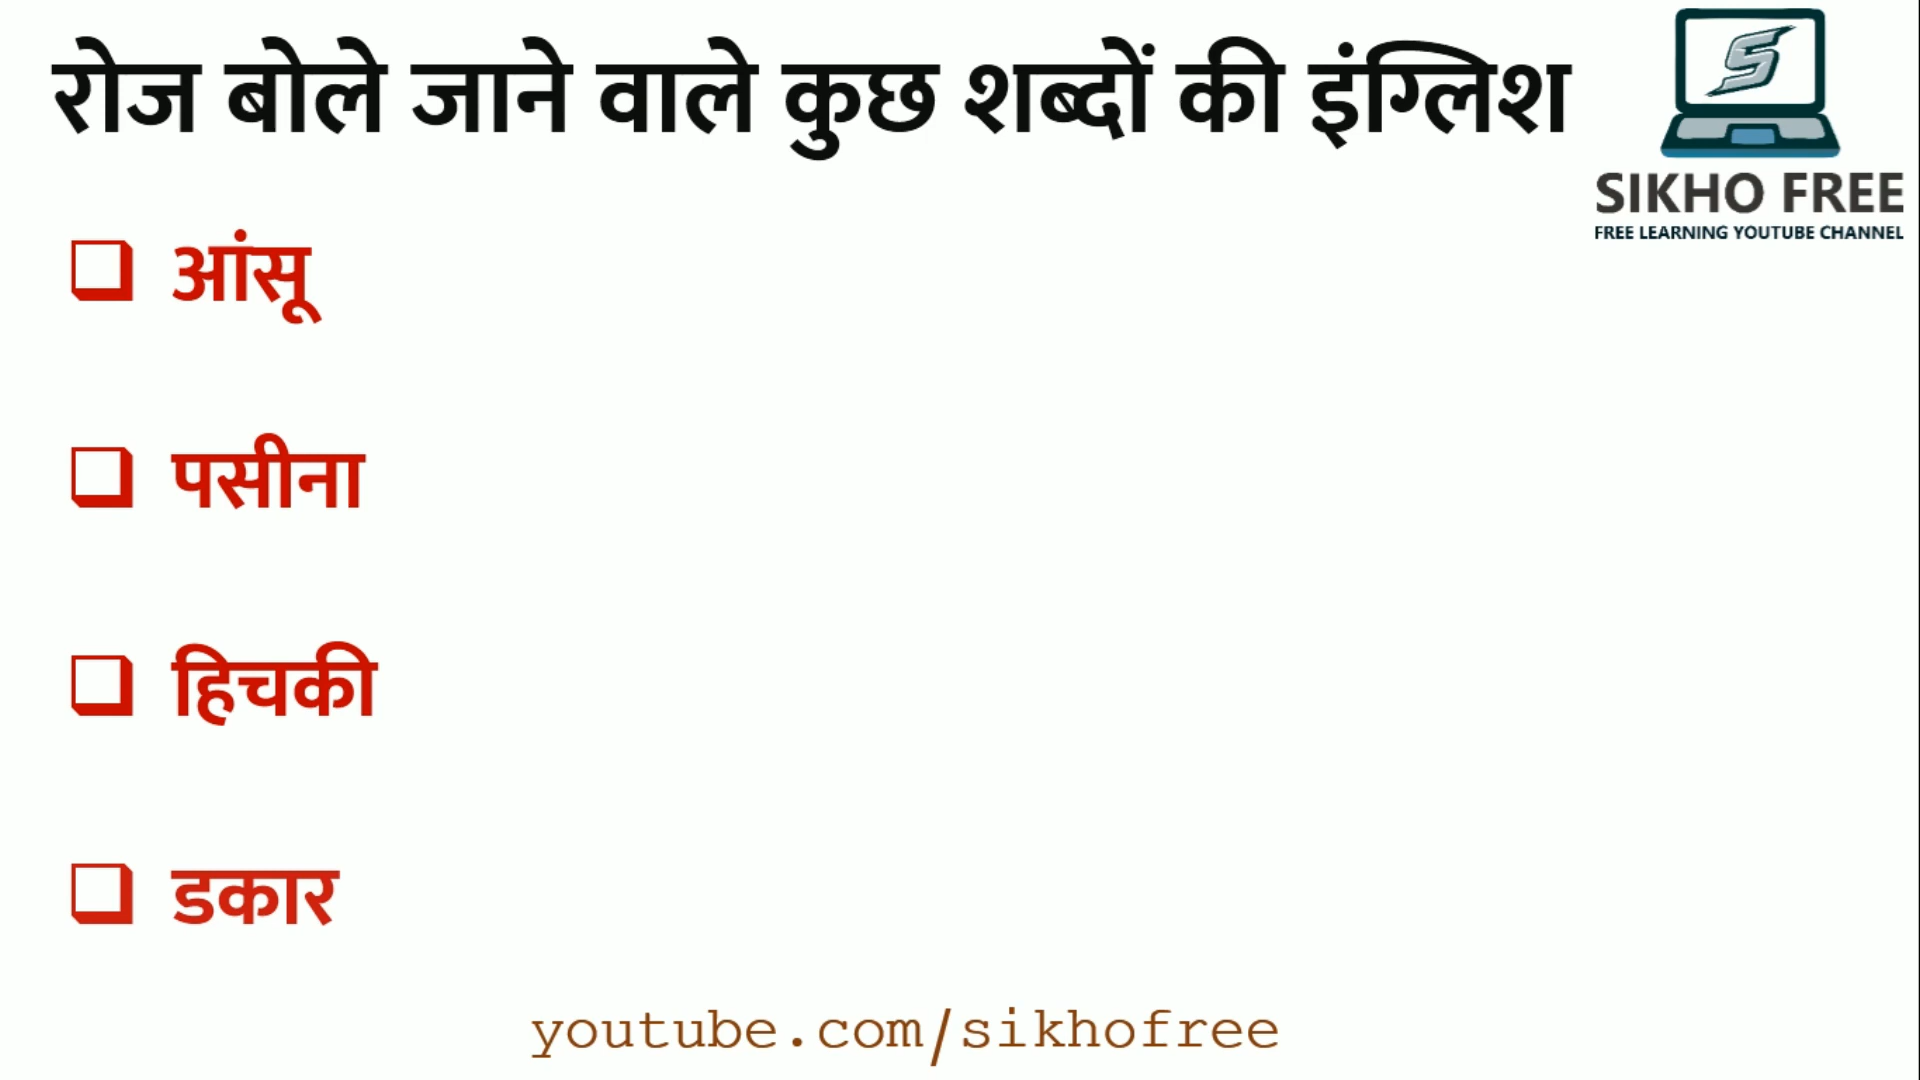 रोज बोले जाने वाले कुछ शब्दों की इंग्लिश
S
SIKHO FREE
FREE LEARNING YOUTUBE CHANNEL
❑ आंसू
❑ पसीना
❑ हिचकी
❑ डकार
youtube.com/sikhofree